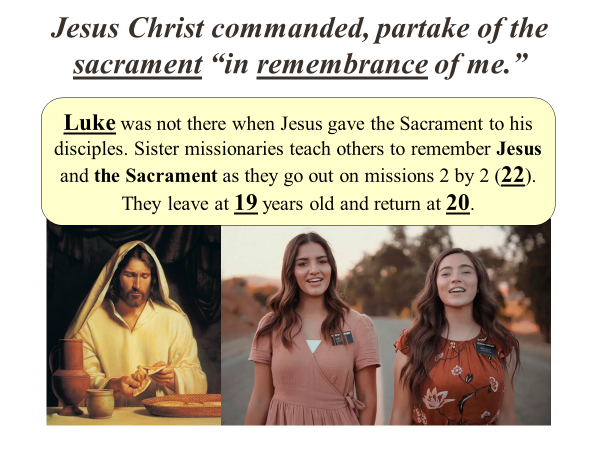 Jesus Christ commanded, partake of the
sacrament “in remembrance of me.”
Luke was not there when Jesus gave the Sacrament to his
disciples. Sister missionaries teach others to remember Jesus
and the Sacrament as they go out on missions 2 by 2 (22).
They leave at 19 years old and return at 20.